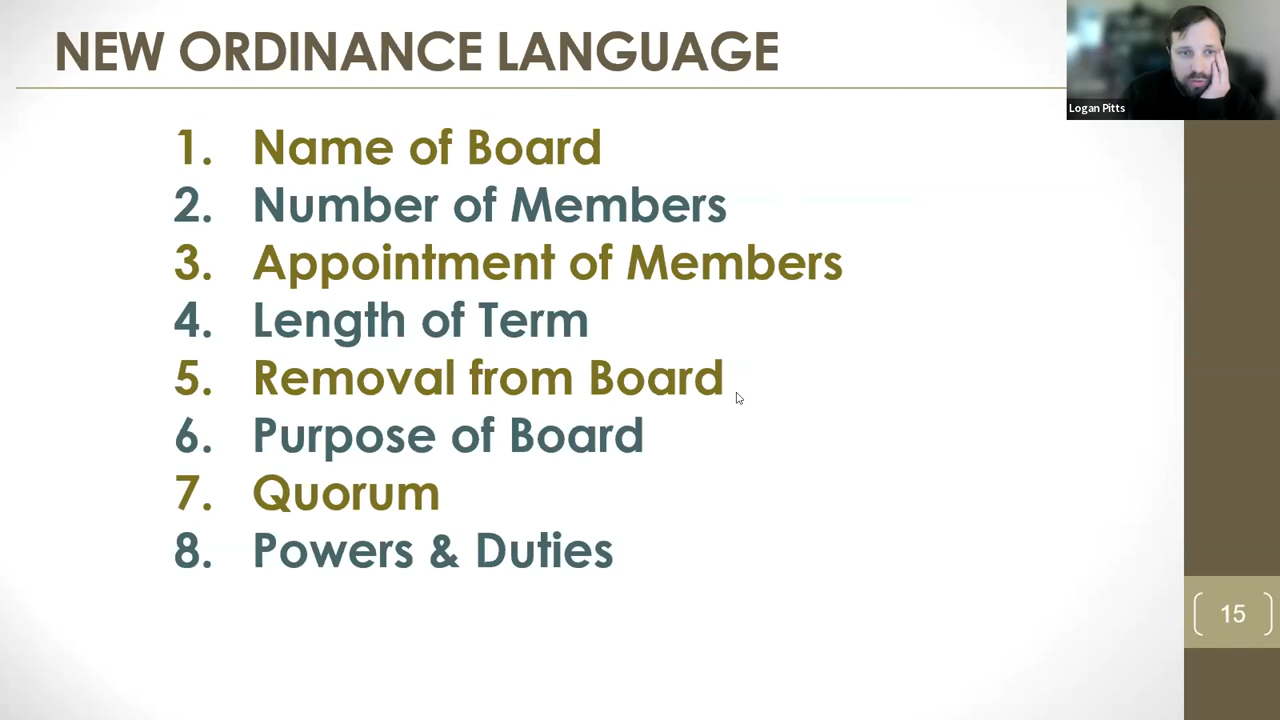 NEW ORDINANCE LANGUAGE
Logan Pitts
1. Name of Board
2. Number of Members
3. Appointment of Members
4. Length of Term
5. Removal from Board
6. Purpose of Board
7. Quorum
8. Powers & Duties
15